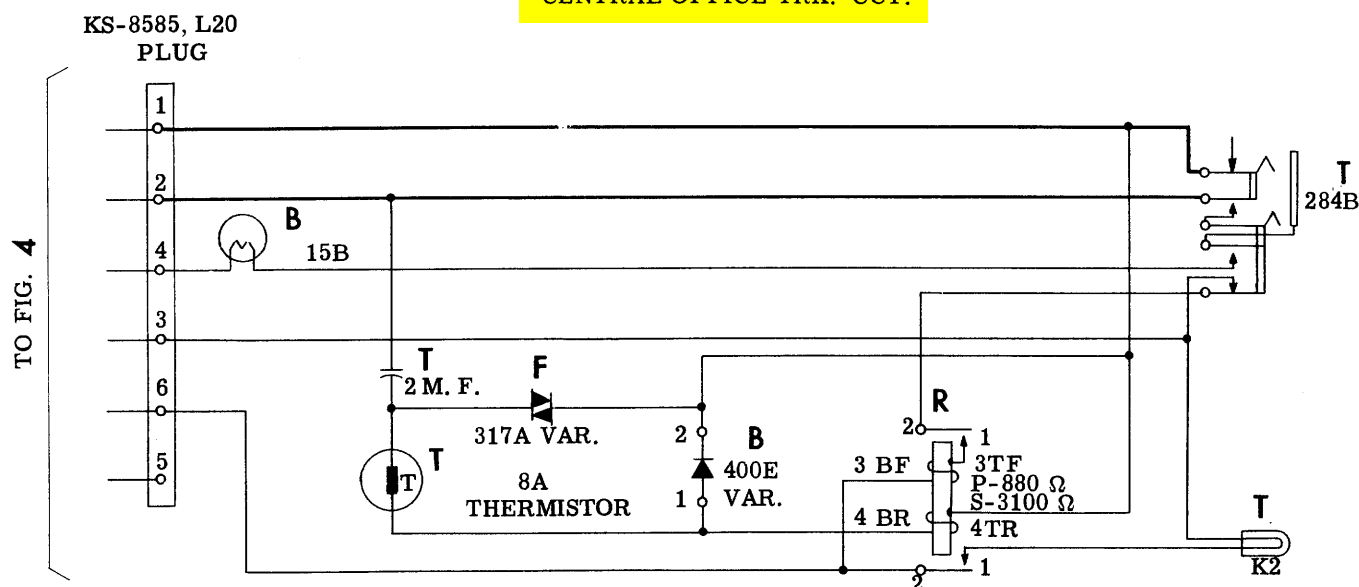 CENTRAL OFFICE TRK. CCT.
KS-8585, L20
PLUG
TO FIG. 4
1
2
B
15B
4
3
6
5
T
284B
T
2 M. F.
F
317A VAR.
T
T
8A
THERMISTOR
2
B
400E
VAR.
1
R
2
1
3 BF
3TF
P-880 Ω
S-3100 Ω
4 BR
4TR
2
1
T
K2